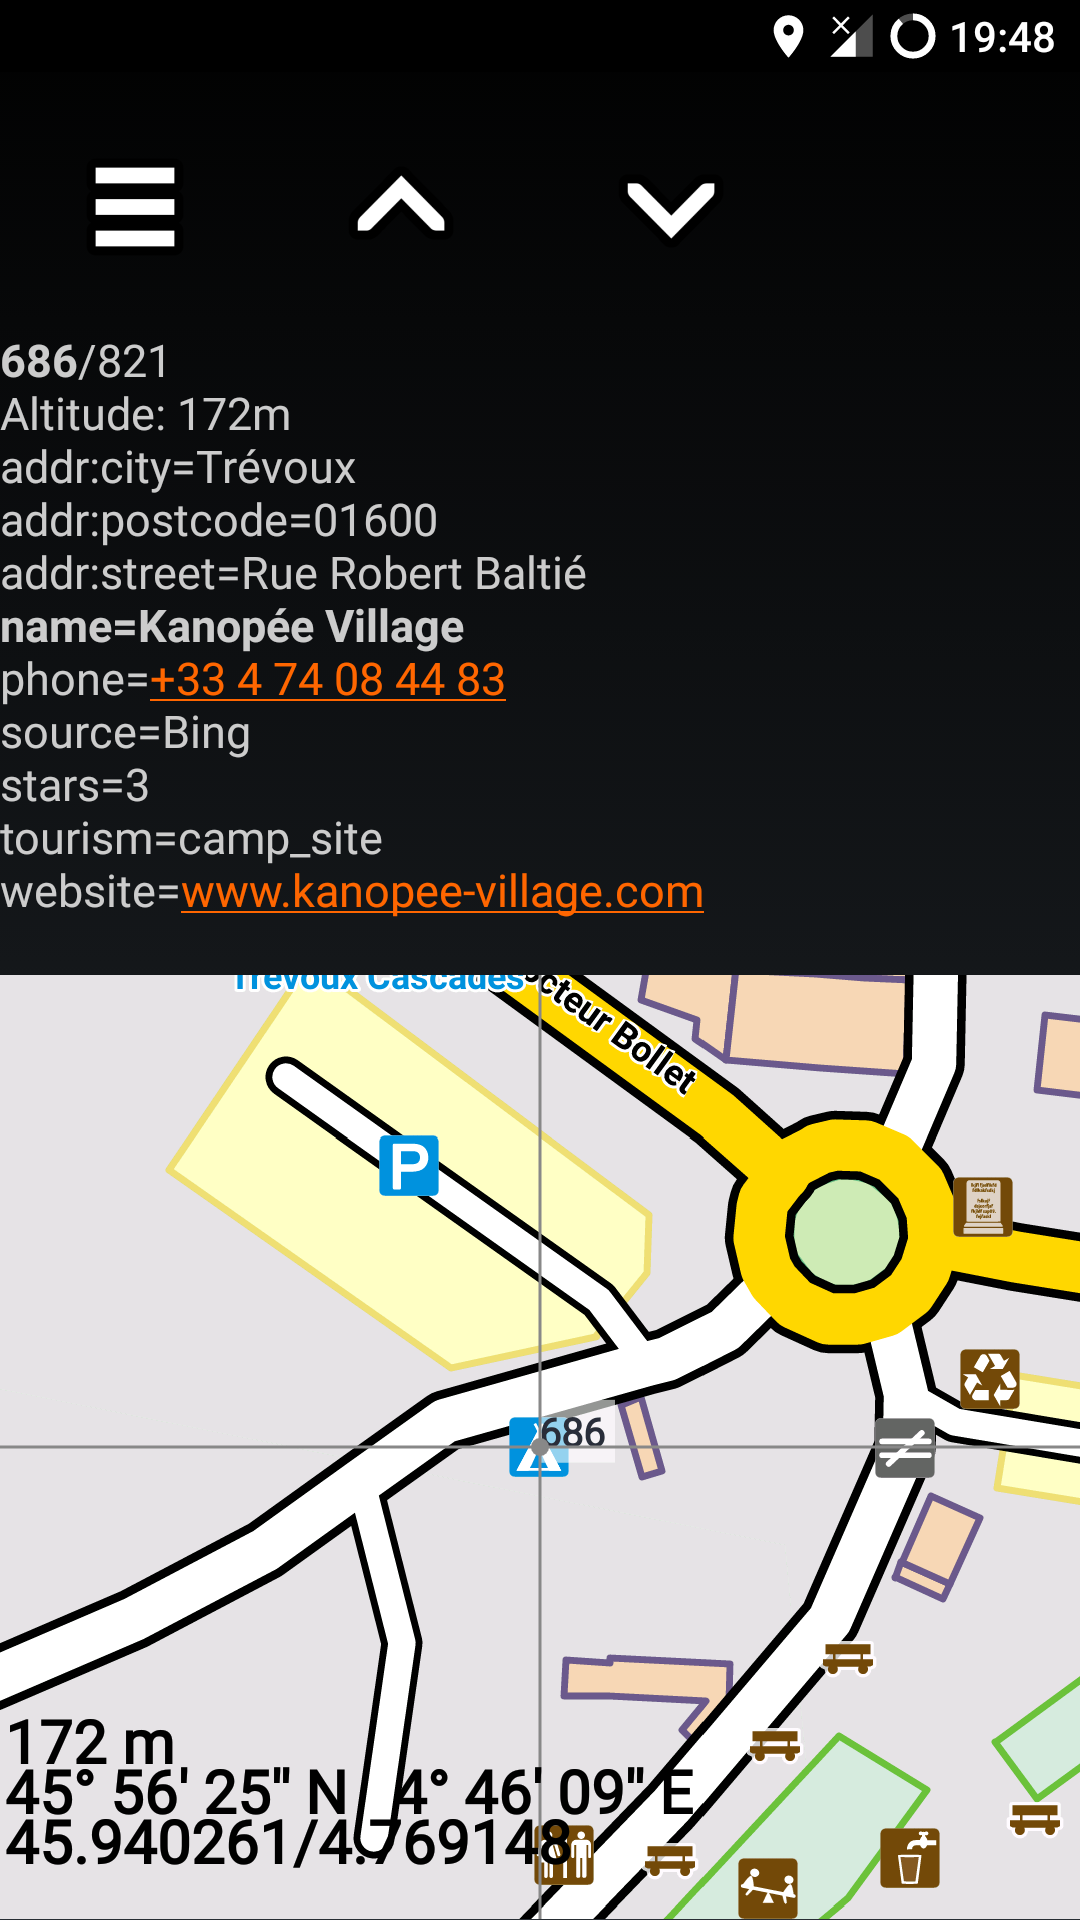 19:48
686/821
Altitude: 172m
addr:city=Trévoux
addr:postcode=01600
addr:street=Rue Robert Baltié
name=Kanopée Village
phone=+33 4 74 08 44 83
source=Bing
stars=3
tourism=camp_site
website=www.kanopee-village.com
Trévoux Cascades
cteur Bollet
P
686
172 m
45° 56' 25" N / 4° 46' 09" E
45.940261/4.769148